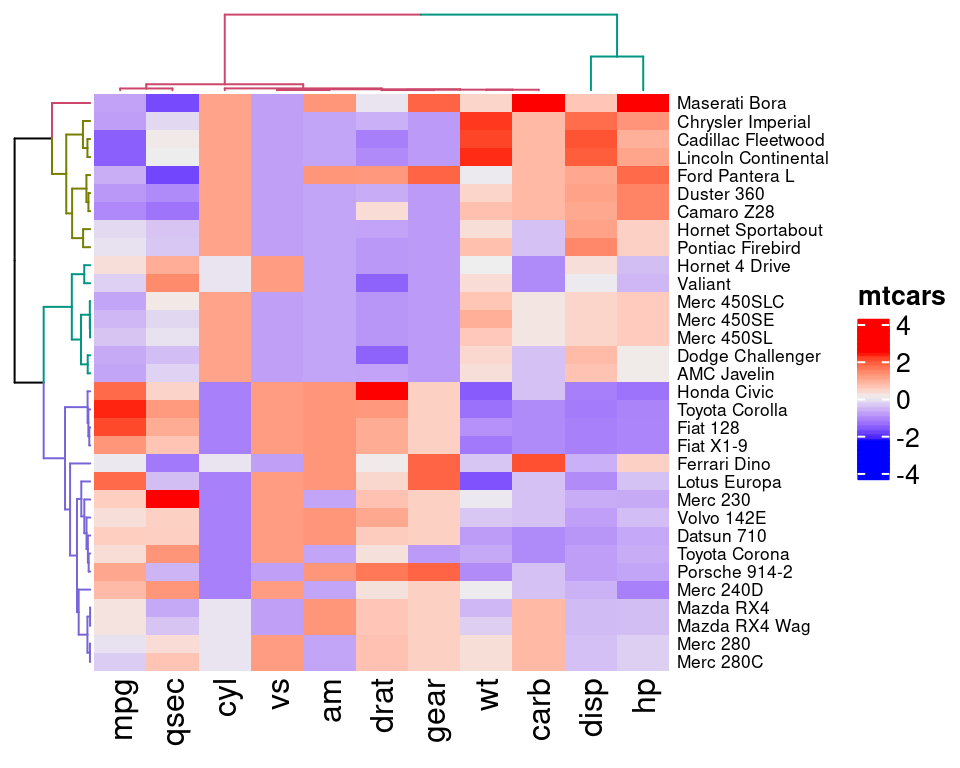 Maserati Bora
Chrysler Imperial
Cadillac Fleetwood
Lincoln Continental
Ford Pantera L
Duster 360
Camaro Z28
Hornet Sportabout
Pontiac Firebird
Hornet 4 Drive
Valiant
Merc 450SLC
Merc 450SE
Merc 450SL
Dodge Challenger
AMC Javelin
Honda Civic
Toyota Corolla
Fiat 128
Fiat X1-9
Ferrari Dino
Lotus Europa
Merc 230
Volvo 142E
Datsun 710
Toyota Corona
Porsche 914-2
Merc 240D
Mazda RX4
Mazda RX4 Wag
Merc 280
Merc 280C
mpg qsec cyl vs am drat gear wt carb disp hp
mtcars
4
2
0
-2
-4